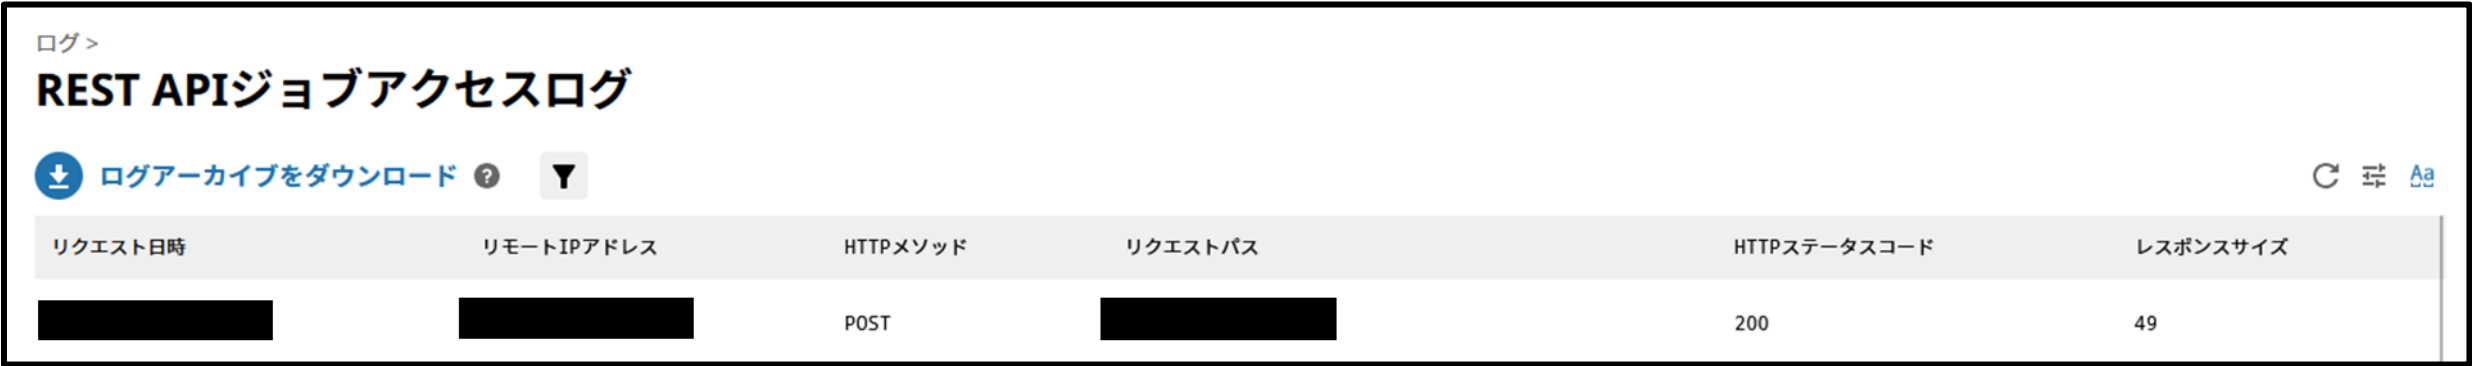 ログ >
REST APIジョブアクセスログ
ログアーカイブをダウンロード ? Aa
リクエスト日時 リモートIPアドレス HTTPメソッド リクエストパス HTTPステータスコード レスポンスサイズ
POST 200 49